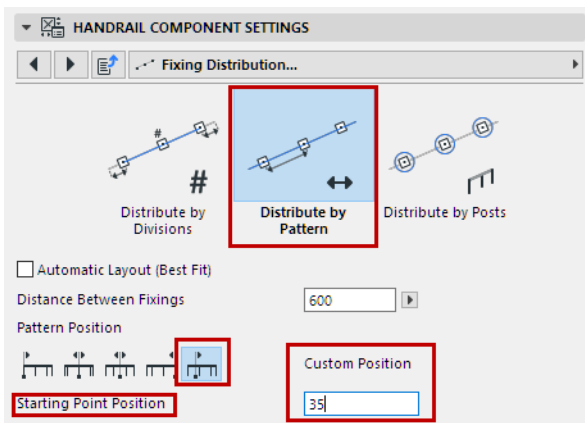 HANDRAIL COMPONENT SETTINGS
Fixing Distribution...
#
#
Distribute by
Divisions
Distribute by
Pattern
Distribute by Posts
Automatic Layout (Best Fit)
Distance Between Fixings
600
Pattern Position
Custom Position
Starting Point Position
35